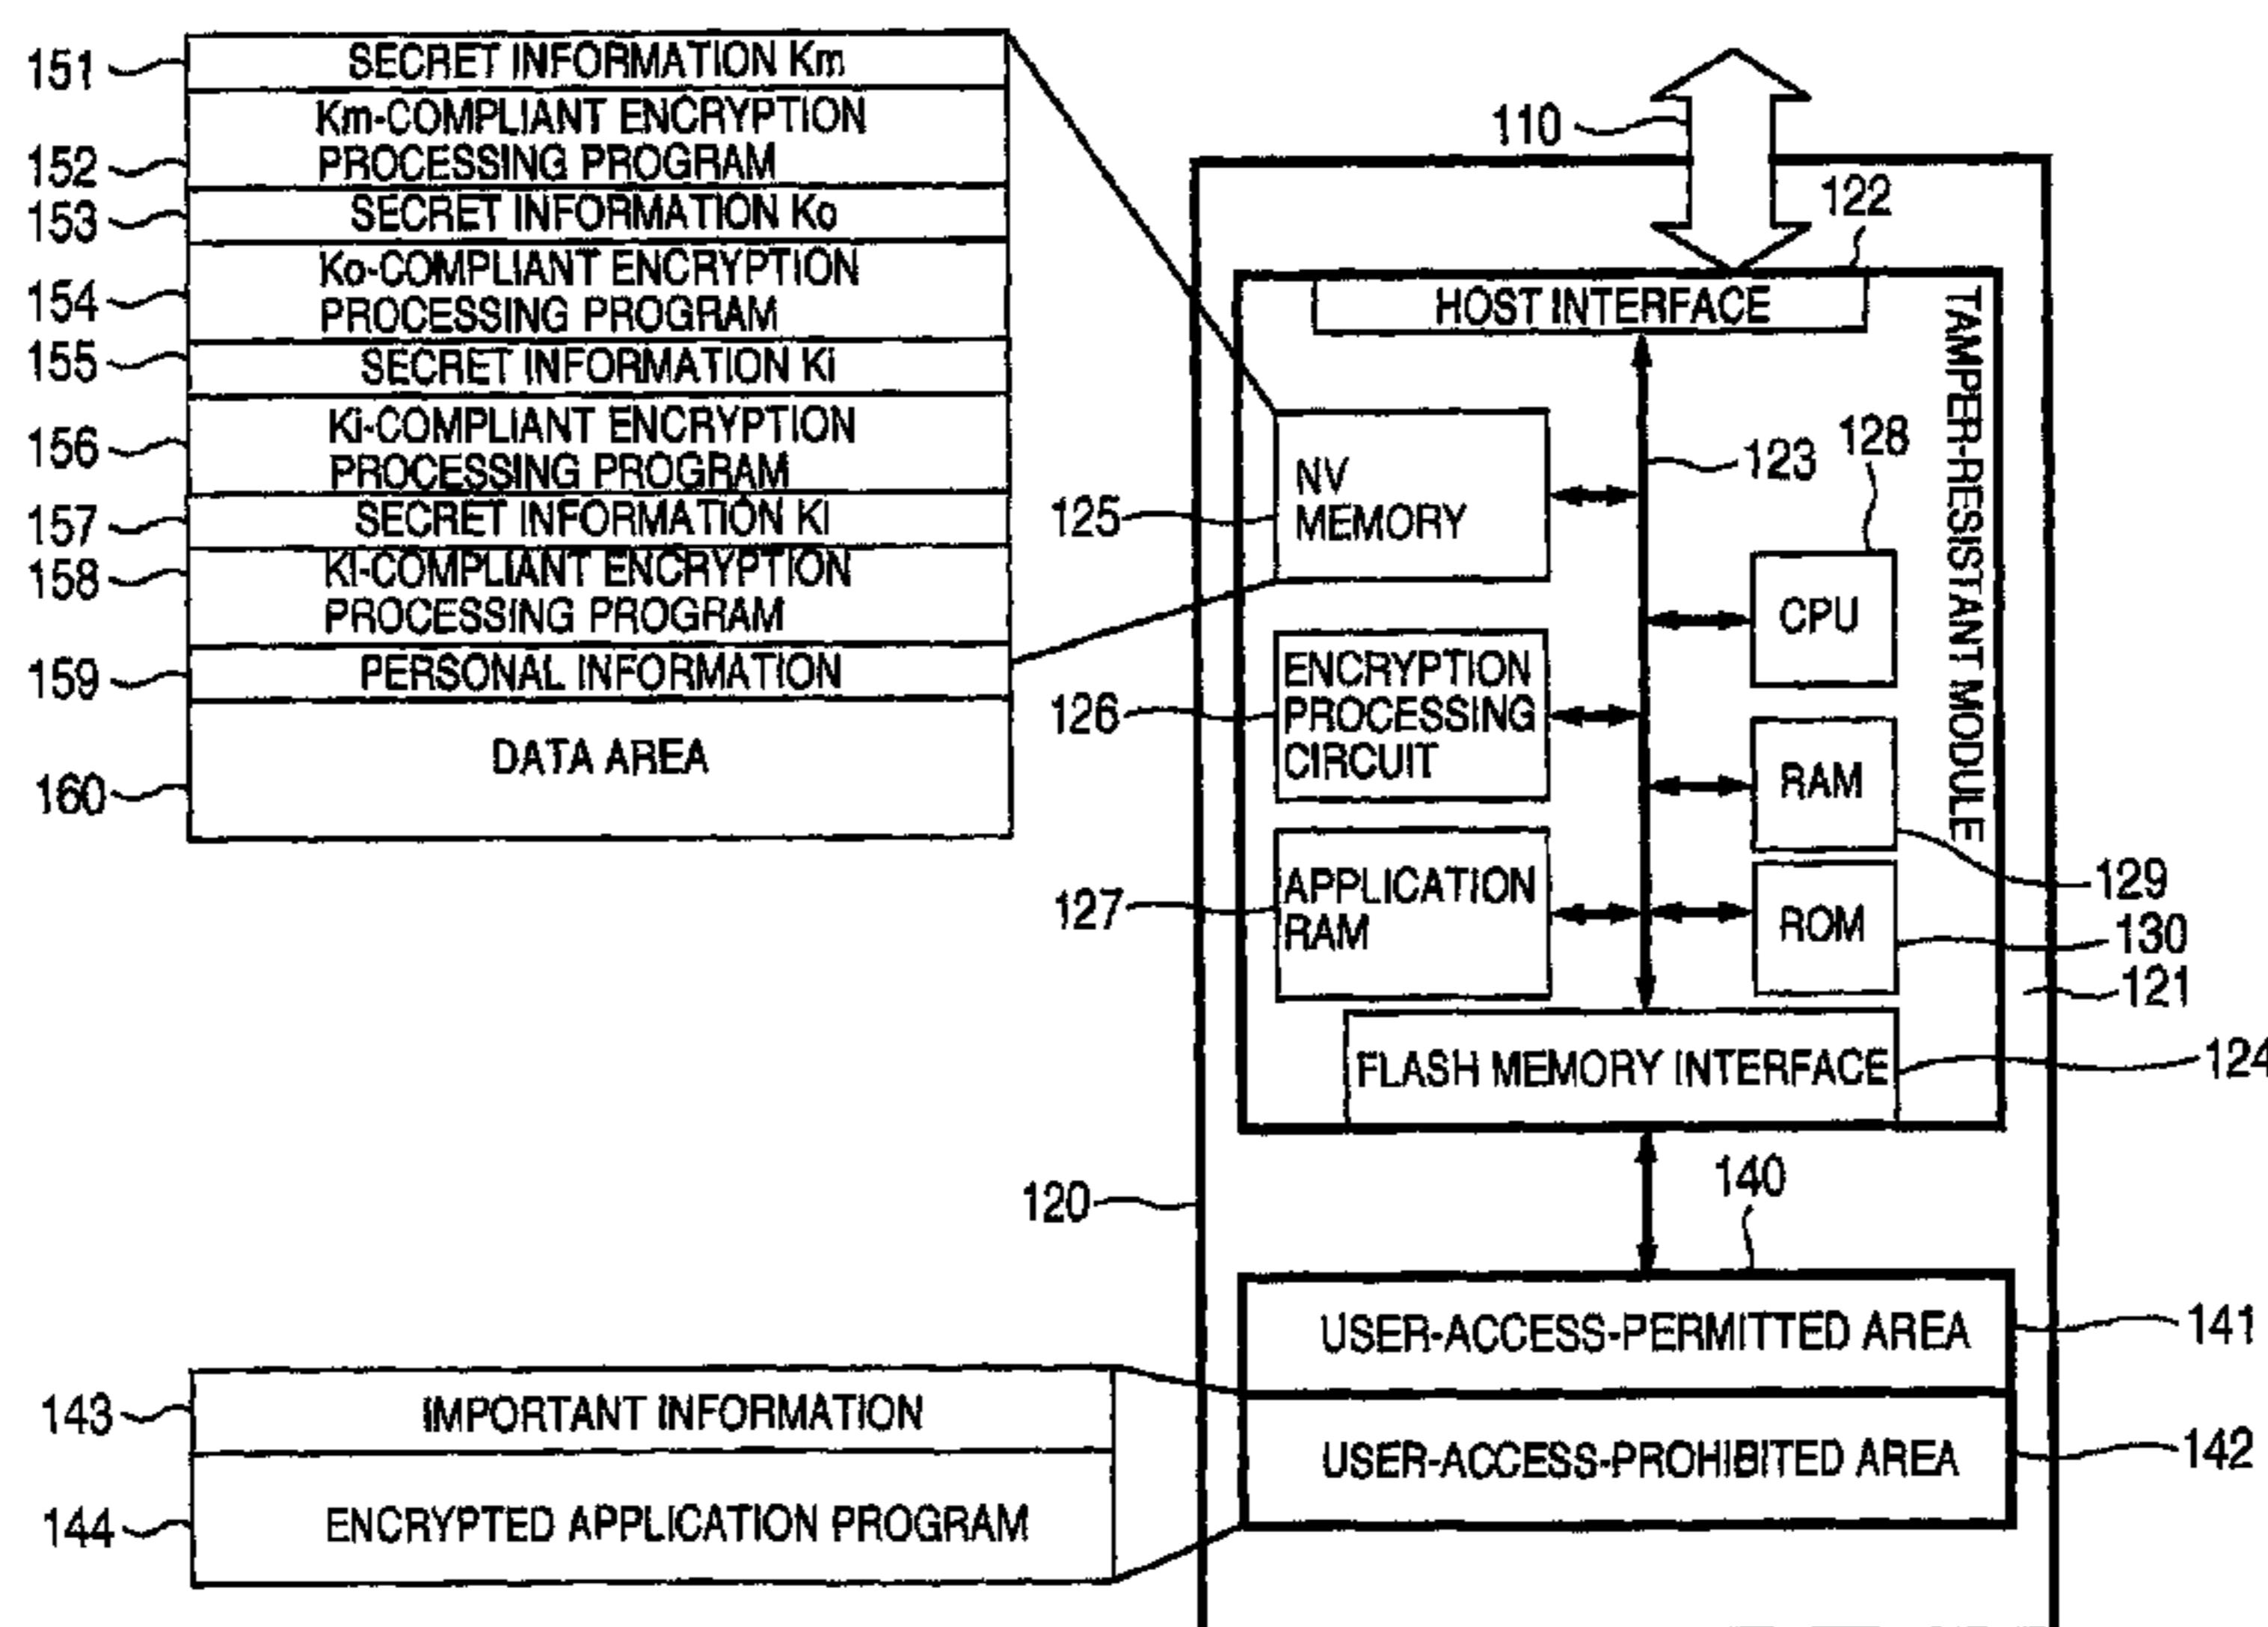 151
SECRET INFORMATION Km
152
Km-COMPLIANT ENCRYPTION
PROCESSING PROGRAM
153
SECRET INFORMATION Ko
154
Ko-COMPLIANT ENCRYPTION
PROCESSING PROGRAM
155
SECRET INFORMATION Ki
156
Ki-COMPLIANT ENCRYPTION
PROCESSING PROGRAM
157
SECRET INFORMATION Kl
158
Kl-COMPLIANT ENCRYPTION
PROCESSING PROGRAM
159
PERSONAL INFORMATION
160
DATA AREA
110
122
HOST INTERFACE
TAMPER-RESISTANT MODULE
123
128
125
NV
MEMORY
CPU
126
ENCRYPTION
PROCESSING
CIRCUIT
RAM
129
127
APPLICATION
RAM
ROM
130
121
FLASH MEMORY INTERFACE
124
120
140
USER-ACCESS-PERMITTED AREA
141
USER-ACCESS-PROHIBITED AREA
142
143
IMPORTANT INFORMATION
144
ENCRYPTED APPLICATION PROGRAM